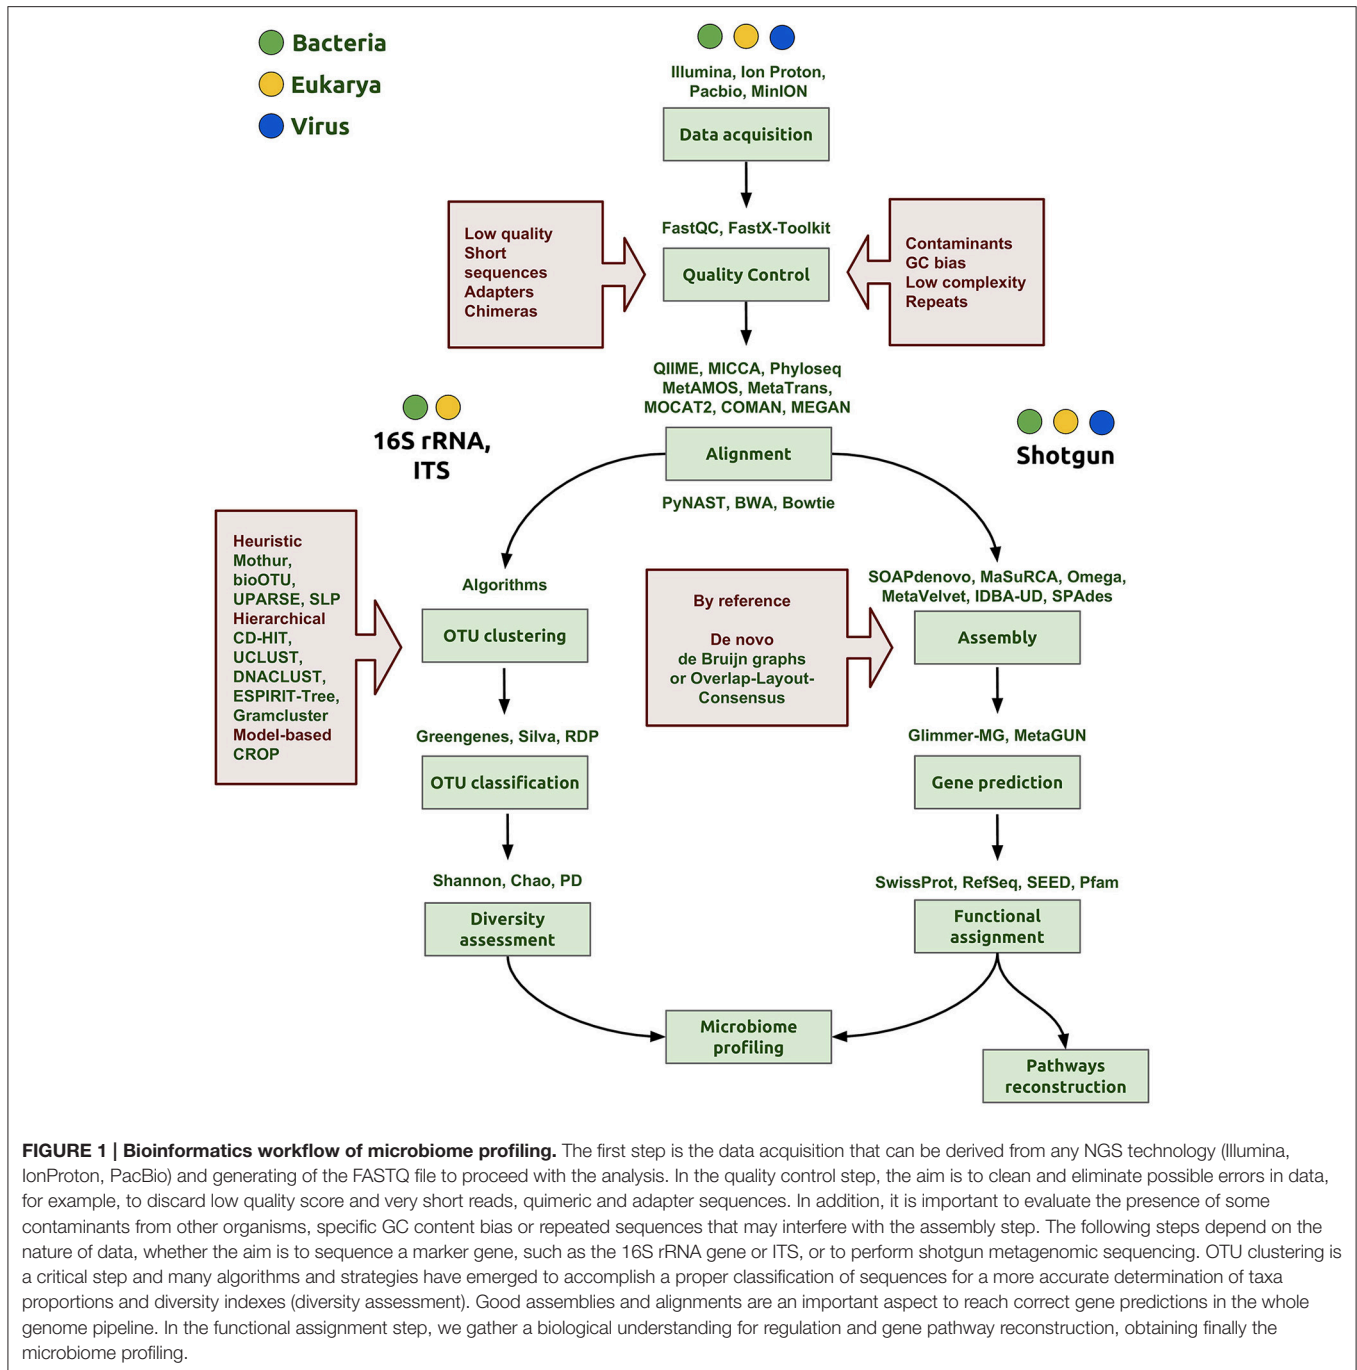 Bacteria
Eukarya
Virus
Illumina, Ion Proton,
Pacbio, MinION
Data acquisition
Low quality
Short
sequences
Adapters
Chimeras
FastQC, FastX-Toolkit
Quality Control
Contaminants
GC bias
Low complexity
Repeats
QIIME, MICCA, Phyloseq
MetAMOS, MetaTrans,
MOCAT2, COMAN, MEGAN
Alignment
PyNAST, BWA, Bowtie
16S rRNA,
ITS
Shotgun
Heuristic
Mothur,
bioOTU,
UPARSE, SLP
Hierarchical
CD-HIT,
UCLUST,
DNACLUST,
ESPIRIT-Tree,
Gramcluster
Model-based
CROP
Algorithms
OTU clustering
Greengenes, Silva, RDP
OTU classification
Shannon, Chao, PD
Diversity
assessment
By reference
De novo
de Bruijn graphs
or Overlap-Layout-
Consensus
SOAPdenovo, MaSuRCA, Omega,
MetaVelvet, IDBA-UD, SPAdes
Assembly
Glimmer-MG, MetaGUN
Gene prediction
SwissProt, RefSeq, SEED, Pfam
Functional
assignment
Microbiome
profiling
Pathways
reconstruction
FIGURE 1 | Bioinformatics workflow of microbiome profiling. The first step is the data acquisition that can be derived from any NGS technology (Illumina,
IonProton, PacBio) and generating of the FASTQ file to proceed with the analysis. In the quality control step, the aim is to clean and eliminate possible errors in data,
for example, to discard low quality score and very short reads, quimeric and adapter sequences. In addition, it is important to evaluate the presence of some
contaminants from other organisms, specific GC content bias or repeated sequences that may interfere with the assembly step. The following steps depend on the
nature of data, whether the aim is to sequence a marker gene, such as the 16S rRNA gene or ITS, or to perform shotgun metagenomic sequencing. OTU clustering is
a critical step and many algorithms and strategies have emerged to accomplish a proper classification of sequences for a more accurate determination of taxa
proportions and diversity indexes (diversity assessment). Good assemblies and alignments are an important aspect to reach correct gene predictions in the whole
genome pipeline. In the functional assignment step, we gather a biological understanding for regulation and gene pathway reconstruction, obtaining finally the
microbiome profiling.